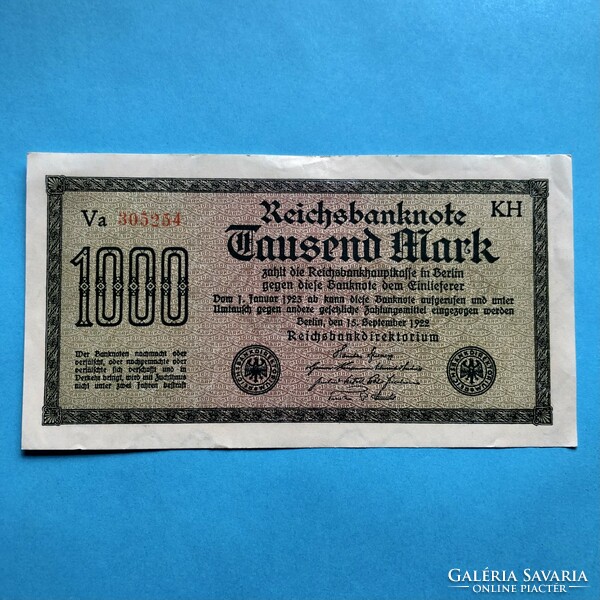 Va 305254
Reichsbanknote
KH
1000
Tausend Mark
zahlt die Reichsbankhauptkasse in Berlin
gegen diese Banknote dem Einlieferer
Vom 1. Januar 1923 ab kann diese Banknote aufgerufen und unter
Umtausch gegen andere gesetzliche Zahlungsmittel eingezogen werden
Berlin, den 15. September 1922
Reichsbankdirektorium
Wer Banknoten nachmacht oder
verfälscht, oder nachgemachte oder
verfälschte sich verschafft und in
Verkehr bringt, wird mit Zuchthaus
nicht unter zwei Jahren bestraft
GALÉRIA SAVARIA
ONLINE PIACTÉR